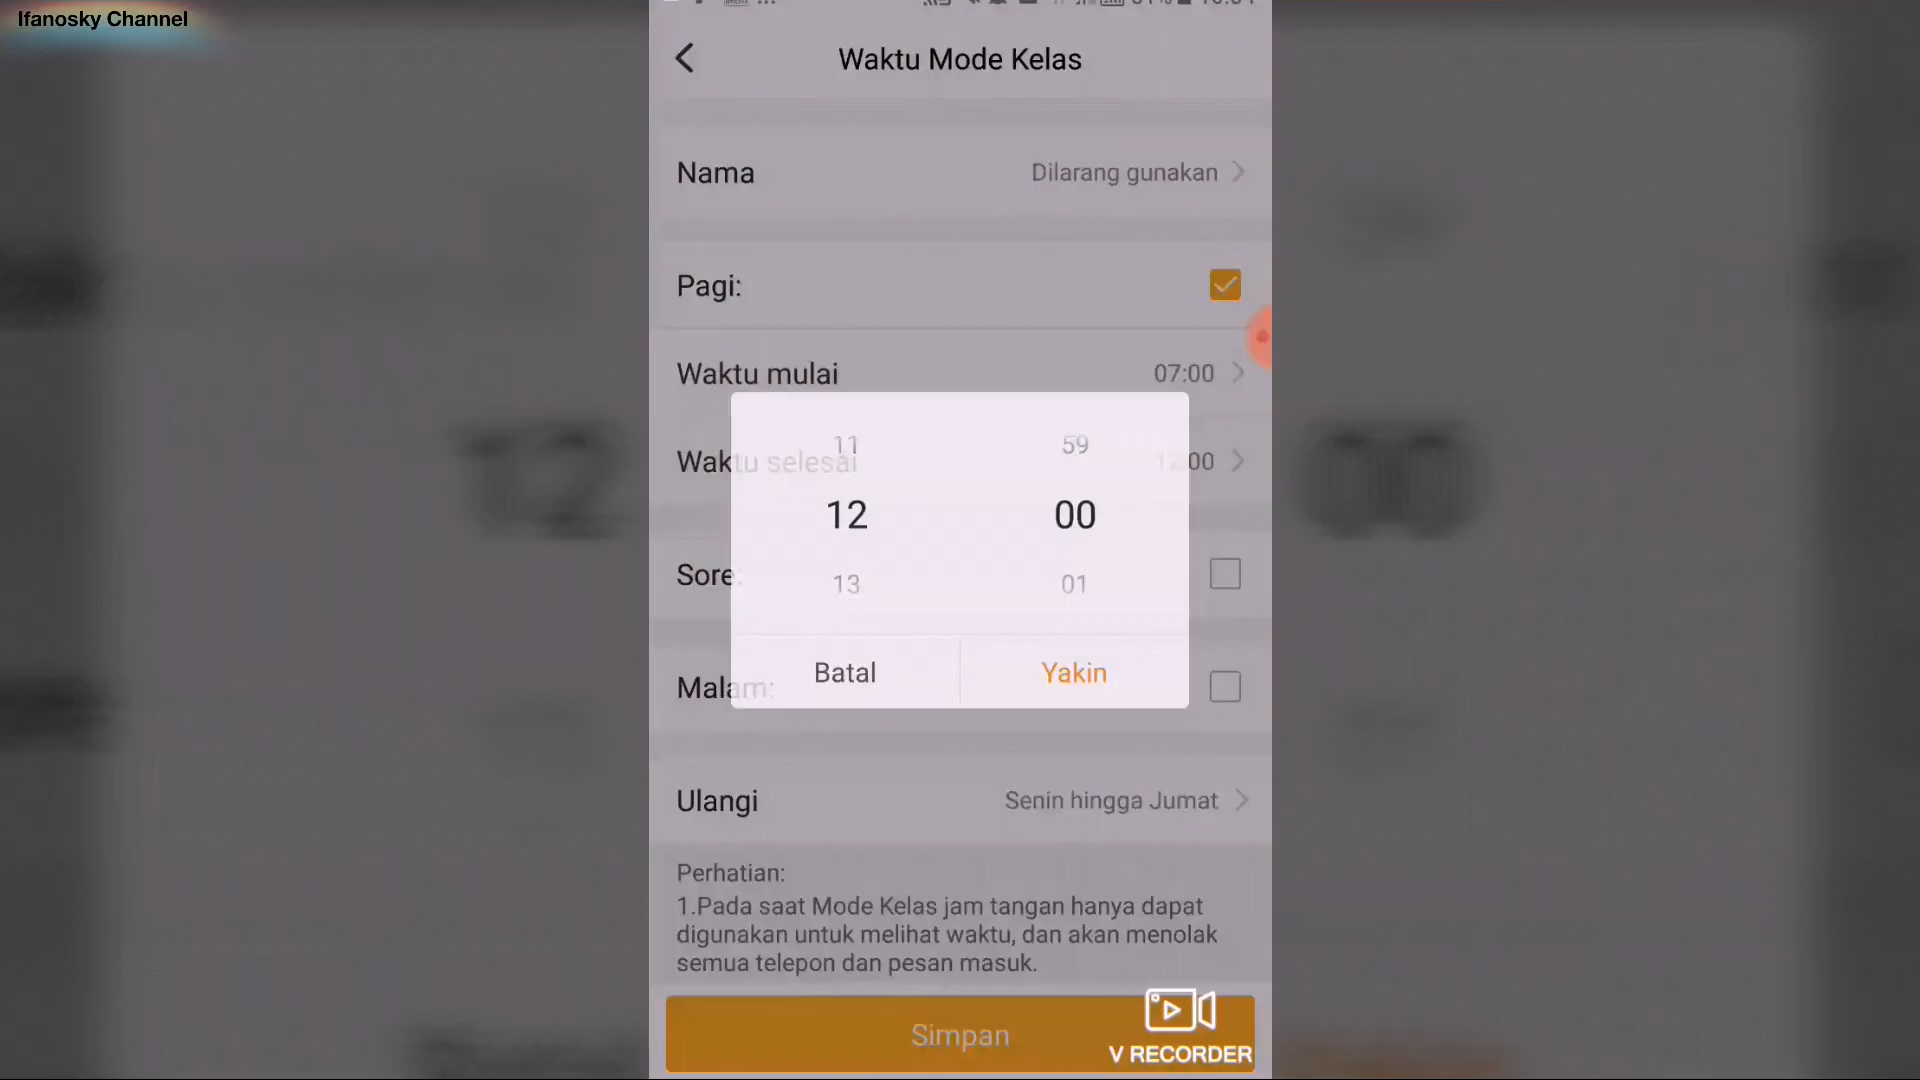 Ifanosky Channel
Waktu Mode Kelas
Nama
Dilarang gunakan
Pagi:
Waktu mulai
07:00
Waktu selesai
12:00
11
59
12
00
13
01
Batal
Yakin
Sore:
Malam:
Ulangi
Senin hingga Jumat
Perhatian:
1.Pada saat Mode Kelas jam tangan hanya dapat
digunakan untuk melihat waktu, dan akan menolak
semua telepon dan pesan masuk.
Simpan
V RECORDER